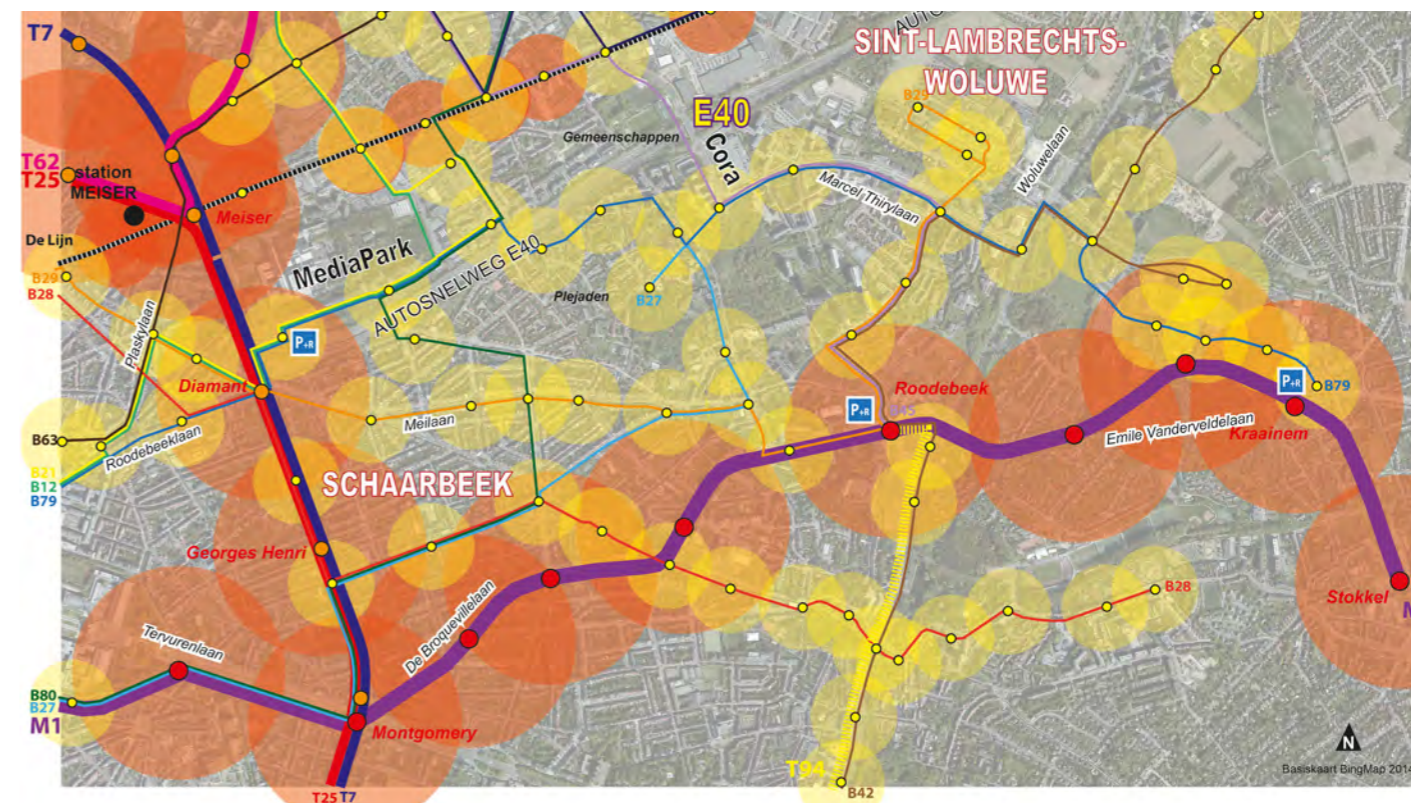 T7
AUTO
SINT-LAMBRECHTS-
WOLUWE
E40
Cora
Gemeenschappen
T62
T25
station
MEISER
Meiser
De Lijn
B29
B28
MediaPark
AUTOSNELWEG E40
Plejaden
B27
Marcel Thirylaan
Woluwelaan
Plaskylaan
P+R
Diamant
B63
B21
B12
B79
Roodebeeklaan
Meilaan
SCHAARBEEK
Roodebeek
P+R
Emile Vanderveldelaan
P+R
B79
Kraainem
Georges Henri
De Broquevillelaan
Tervurenlaan
B28
Stokkel
M
B80
B27
M1
Montgomery
T94
B42
T25 T7
N
Basiskaart BingMap 2014